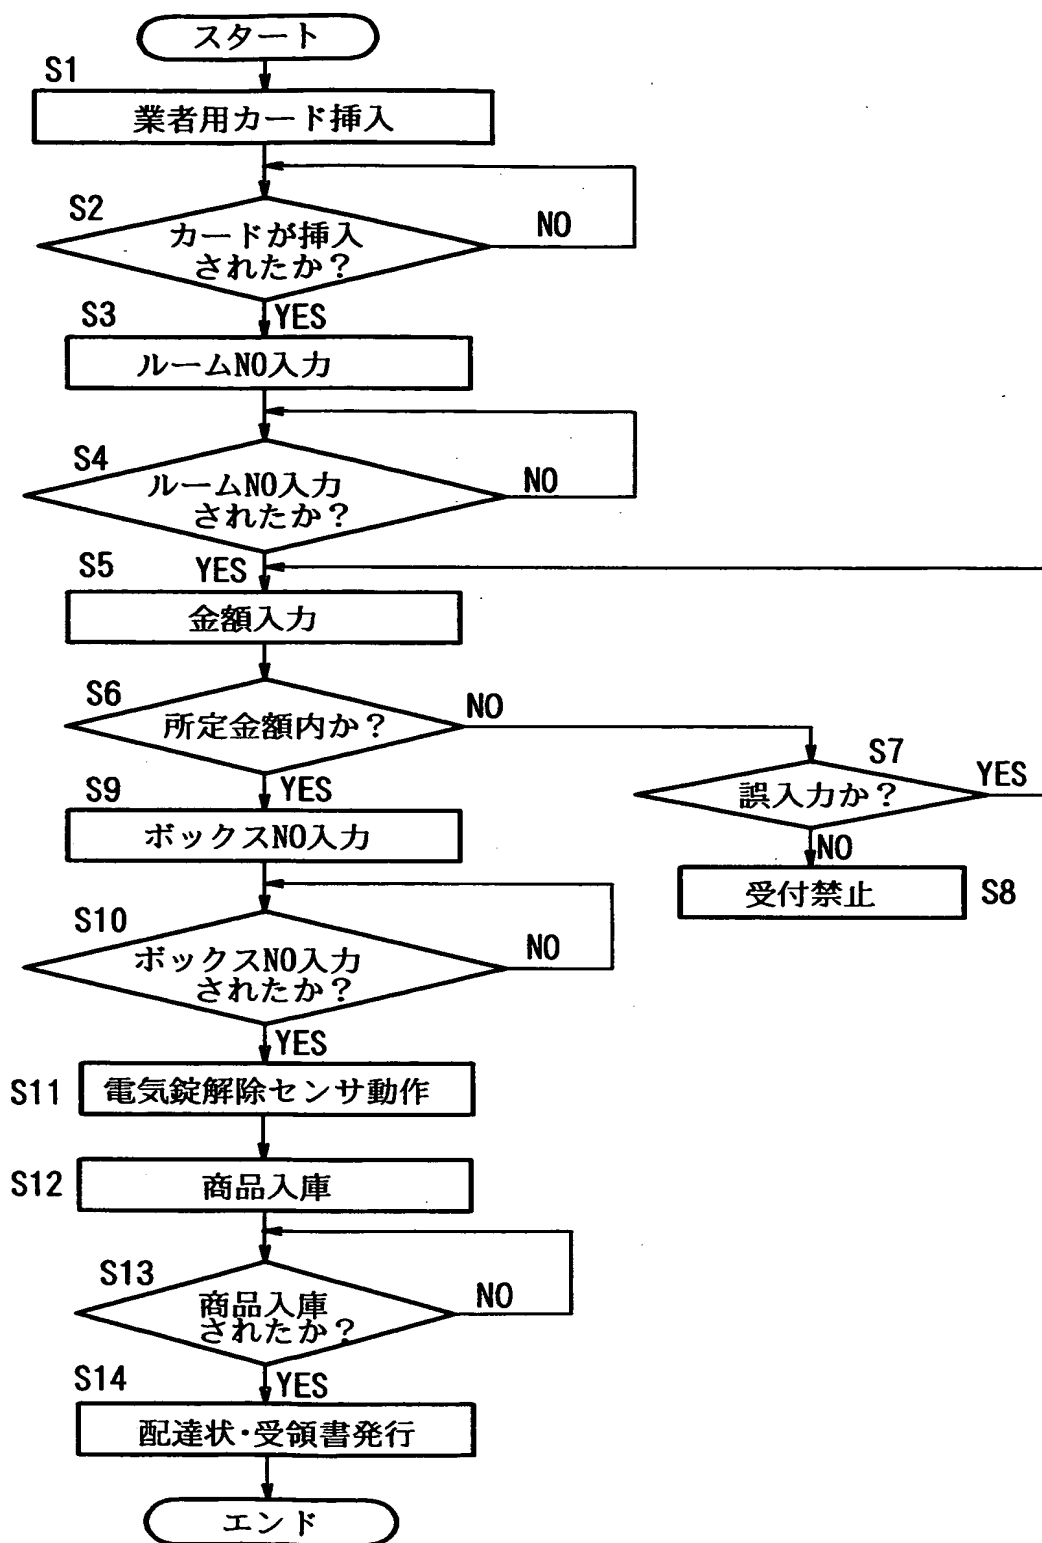 スタート
S1
業者用カード挿入
S2
カードが挿入
されたか？
NO
YES
S3
ルームNO入力
S4
ルームNO入力
されたか？
NO
YES
S5
金額入力
S6
所定金額内か？
NO
YES
S7
誤入力か？
YES
NO
受付禁止
S8
S9
ボックスNO入力
S10
ボックスNO入力
されたか？
NO
YES
S11
電気錠解除センサ動作
S12
商品入庫
S13
商品入庫
されたか？
NO
YES
S14
配達状・受領書発行
エンド